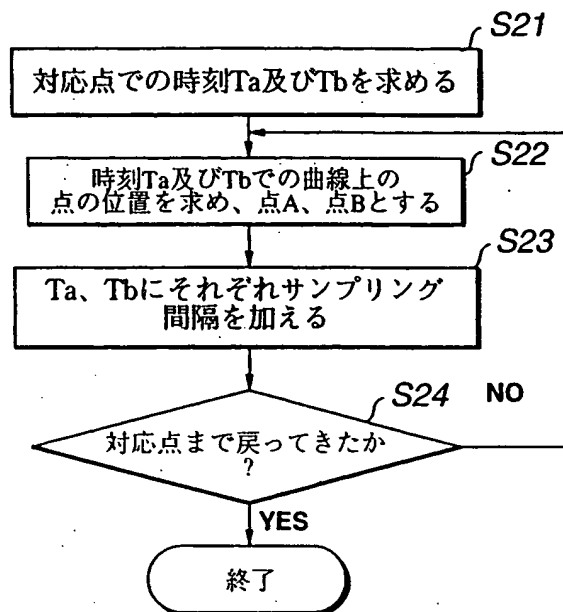 S21
対応点での時刻Ta及びTbを求める
S22
時刻Ta及びTbでの曲線上の
点の位置を求め、点A、点Bとする
S23
Ta、Tbにそれぞれサンプリング
間隔を加える
S24
NO
対応点まで戻ってきたか
?
YES
終了